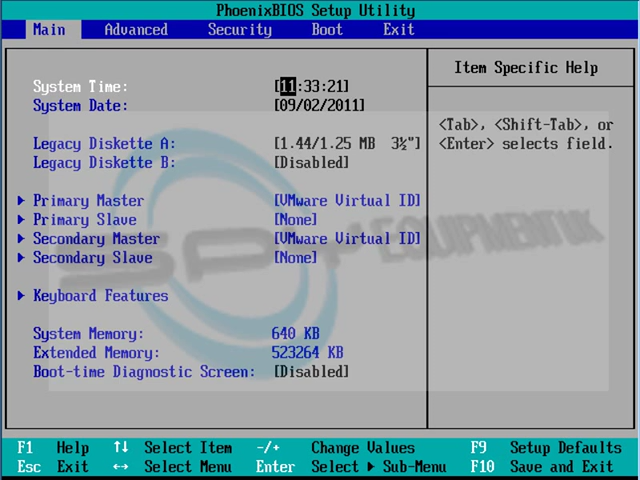 PhoenixBIOS Setup Utility
Main Advanced Security Boot Exit
Item Specific Help
System Time: [11:33:21]
System Date: [09/02/2011]
<Tab>, <Shift-Tab>, or
<Enter> selects field.
Legacy Diskette A: [1.44/1.25 MB 3½"]
Legacy Diskette B: [Disabled]
Primary Master [VMware Virtual ID]
Primary Slave [None]
Secondary Master [VMware Virtual ID]
Secondary Slave [None]
SPY EQUIPMENTUK
Keyboard Features
System Memory: 640 KB
Extended Memory: 523264 KB
Boot-time Diagnostic Screen: [Disabled]
F1 Help ↑↓ Select Item -/+ Change Values F9 Setup Defaults
Esc Exit ↔ Select Menu Enter Select ▶ Sub-Menu F10 Save and Exit